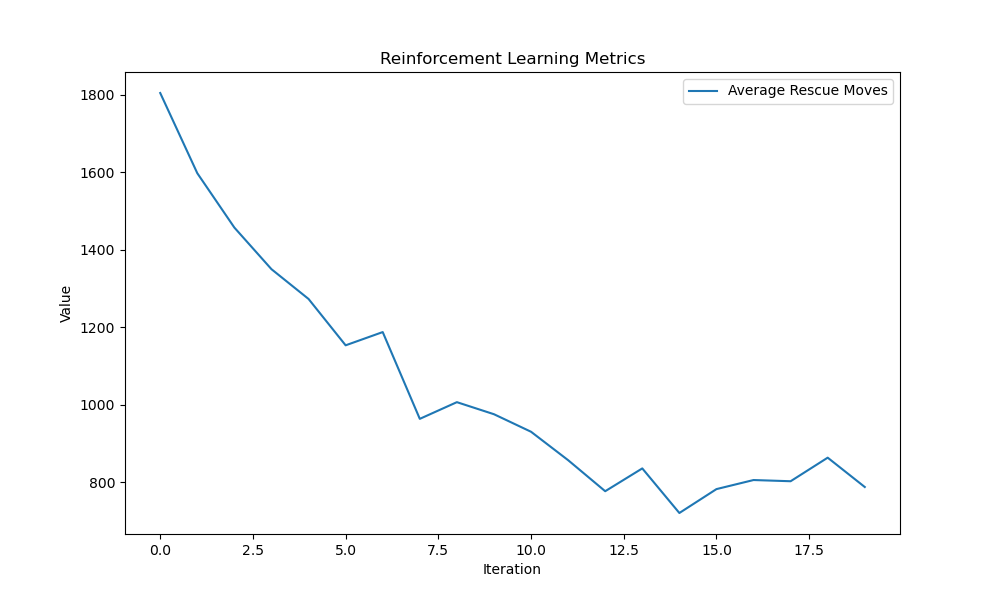 Reinforcement Learning Metrics
Average Rescue Moves
1800
1600
1400
1200
1000
800
Value
0.0 2.5 5.0 7.5 10.0 12.5 15.0 17.5
Iteration